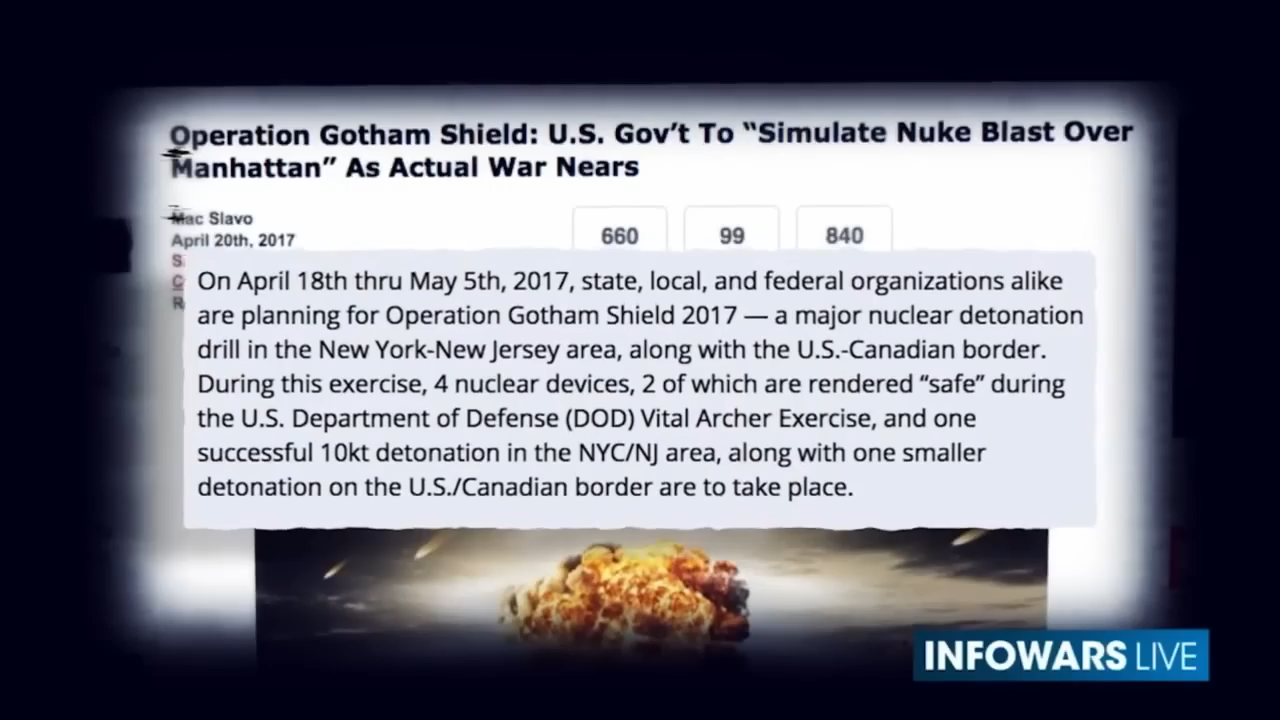 Operation Gotham Shield: U.S. Gov’t To “Simulate Nuke Blast Over
Manhattan” As Actual War Nears
Mac Slavo
April 20th, 2017
660 99 840
On April 18th thru May 5th, 2017, state, local, and federal organizations alike
are planning for Operation Gotham Shield 2017 — a major nuclear detonation
drill in the New York-New Jersey area, along with the U.S.-Canadian border.
During this exercise, 4 nuclear devices, 2 of which are rendered “safe” during
the U.S. Department of Defense (DOD) Vital Archer Exercise, and one
successful 10kt detonation in the NYC/NJ area, along with one smaller
detonation on the U.S./Canadian border are to take place.
INFOWARS LIVE